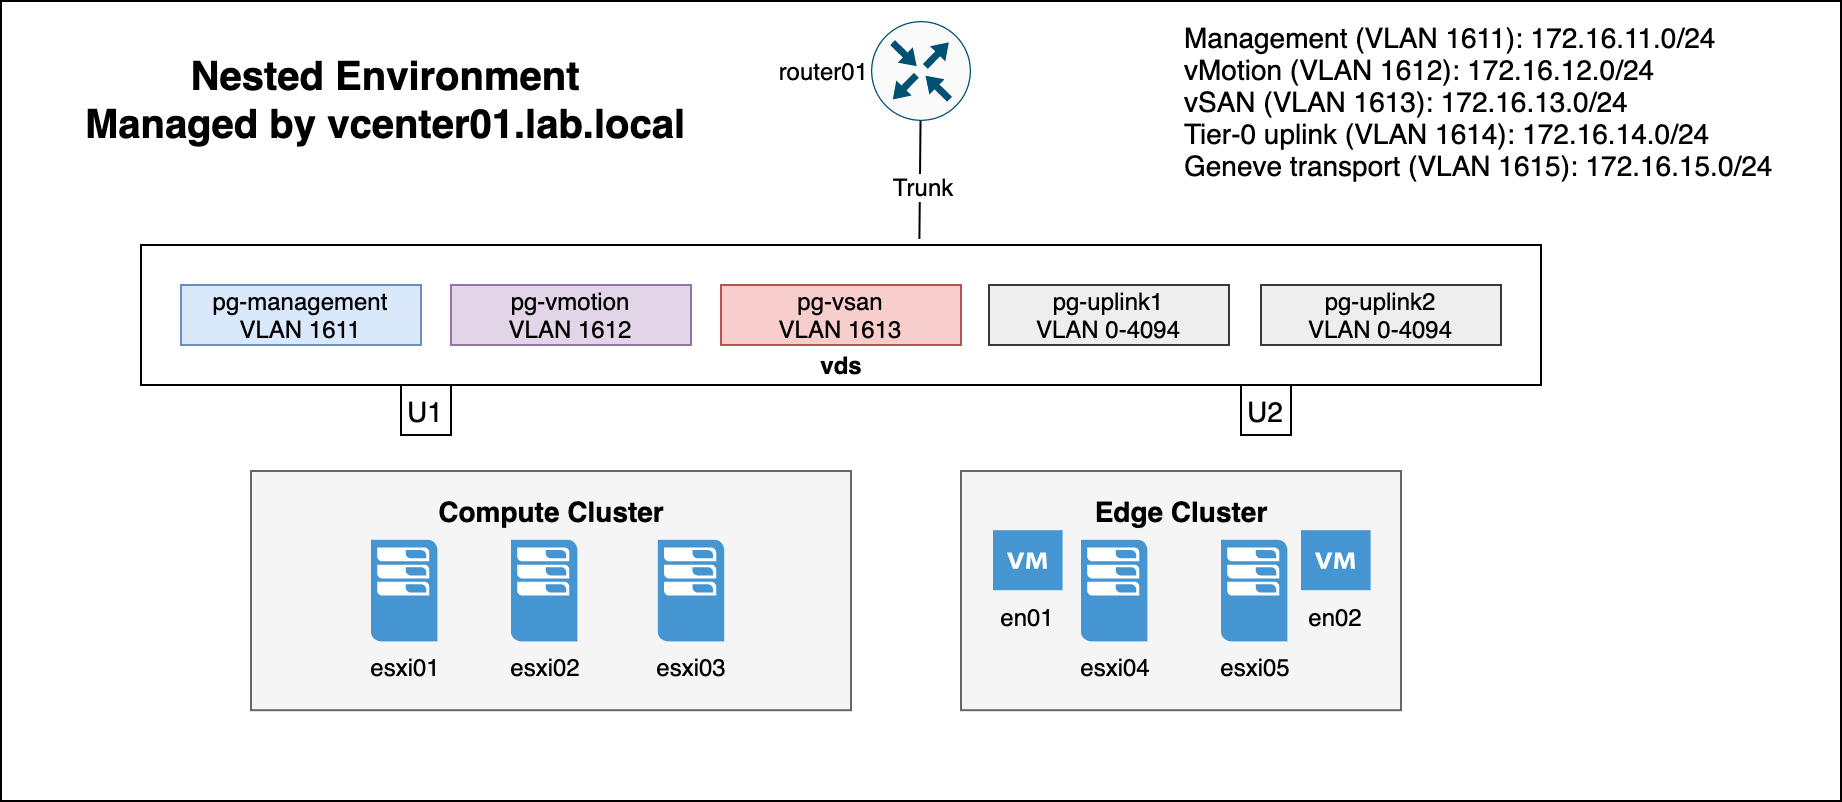 Nested Environment
Managed by vcenter01.lab.local
router01
Trunk
Management (VLAN 1611): 172.16.11.0/24
vMotion (VLAN 1612): 172.16.12.0/24
vSAN (VLAN 1613): 172.16.13.0/24
Tier-0 uplink (VLAN 1614): 172.16.14.0/24
Geneve transport (VLAN 1615): 172.16.15.0/24
pg-management
VLAN 1611
pg-vmotion
VLAN 1612
pg-vsan
VLAN 1613
pg-uplink1
VLAN 0-4094
pg-uplink2
VLAN 0-4094
vds
U1
U2
Compute Cluster
esxi01
esxi02
esxi03
Edge Cluster
VM
en01
esxi04
esxi05
VM
en02